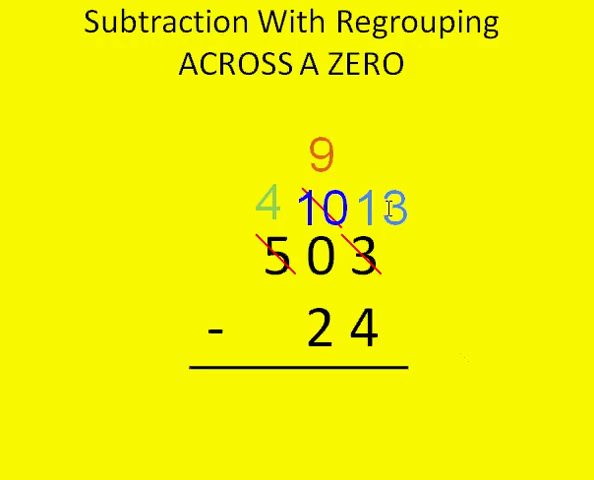 Subtraction With Regrouping
ACROSS A ZERO
9
4 10 13
5 0 3
- 2 4